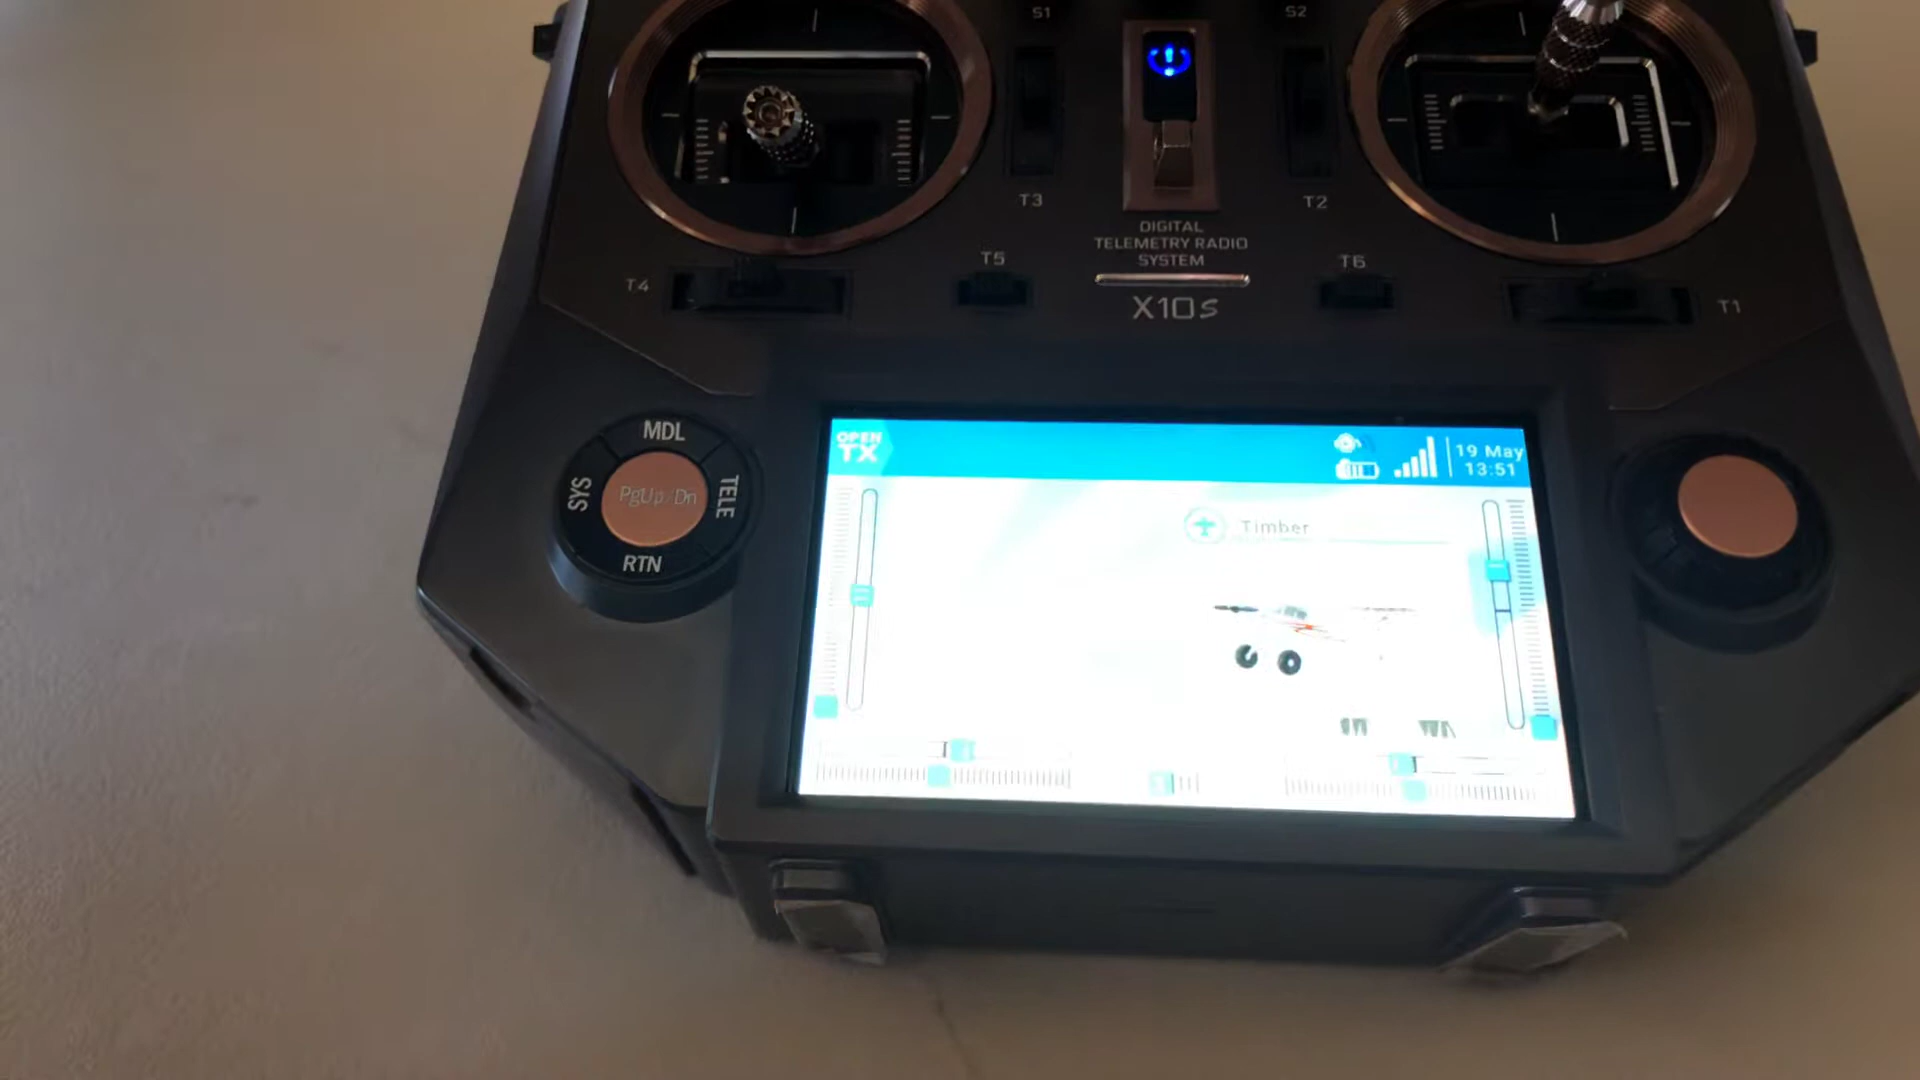 S1
S2
T3
T2
DIGITAL
TELEMETRY RADIO
SYSTEM
T5
T6
T4
T1
X10S
MDL
SYS
PgUp/Dn
TELE
RTN
OPEN
TX
19 May
13:51
Timber